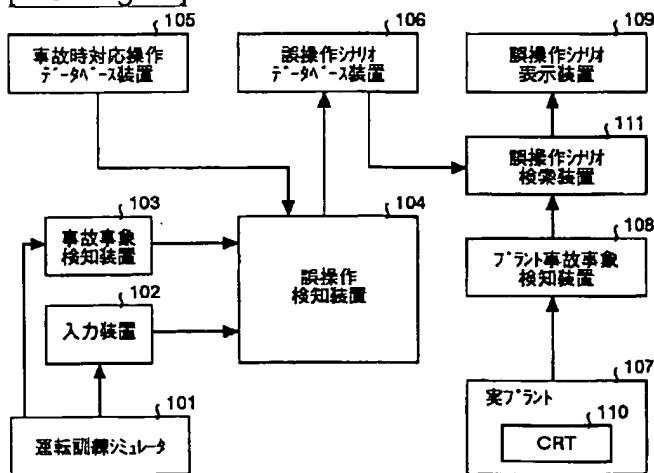 105
事故時対応操作
データベース装置
106
誤操作シナリオ
データベース装置
109
誤操作シナリオ
表示装置
111
誤操作シナリオ
検索装置
103
事故事象
検知装置
104
誤操作
検知装置
108
プラント事故事象
検知装置
102
入力装置
107
実プラント
110
CRT
101
運転訓練シミュレータ